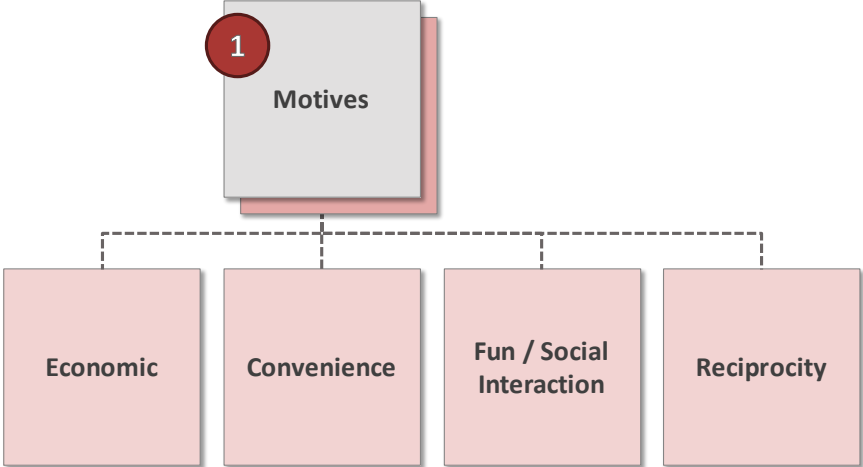 1
Motives
Economic
Convenience
Fun / Social
Interaction
Reciprocity